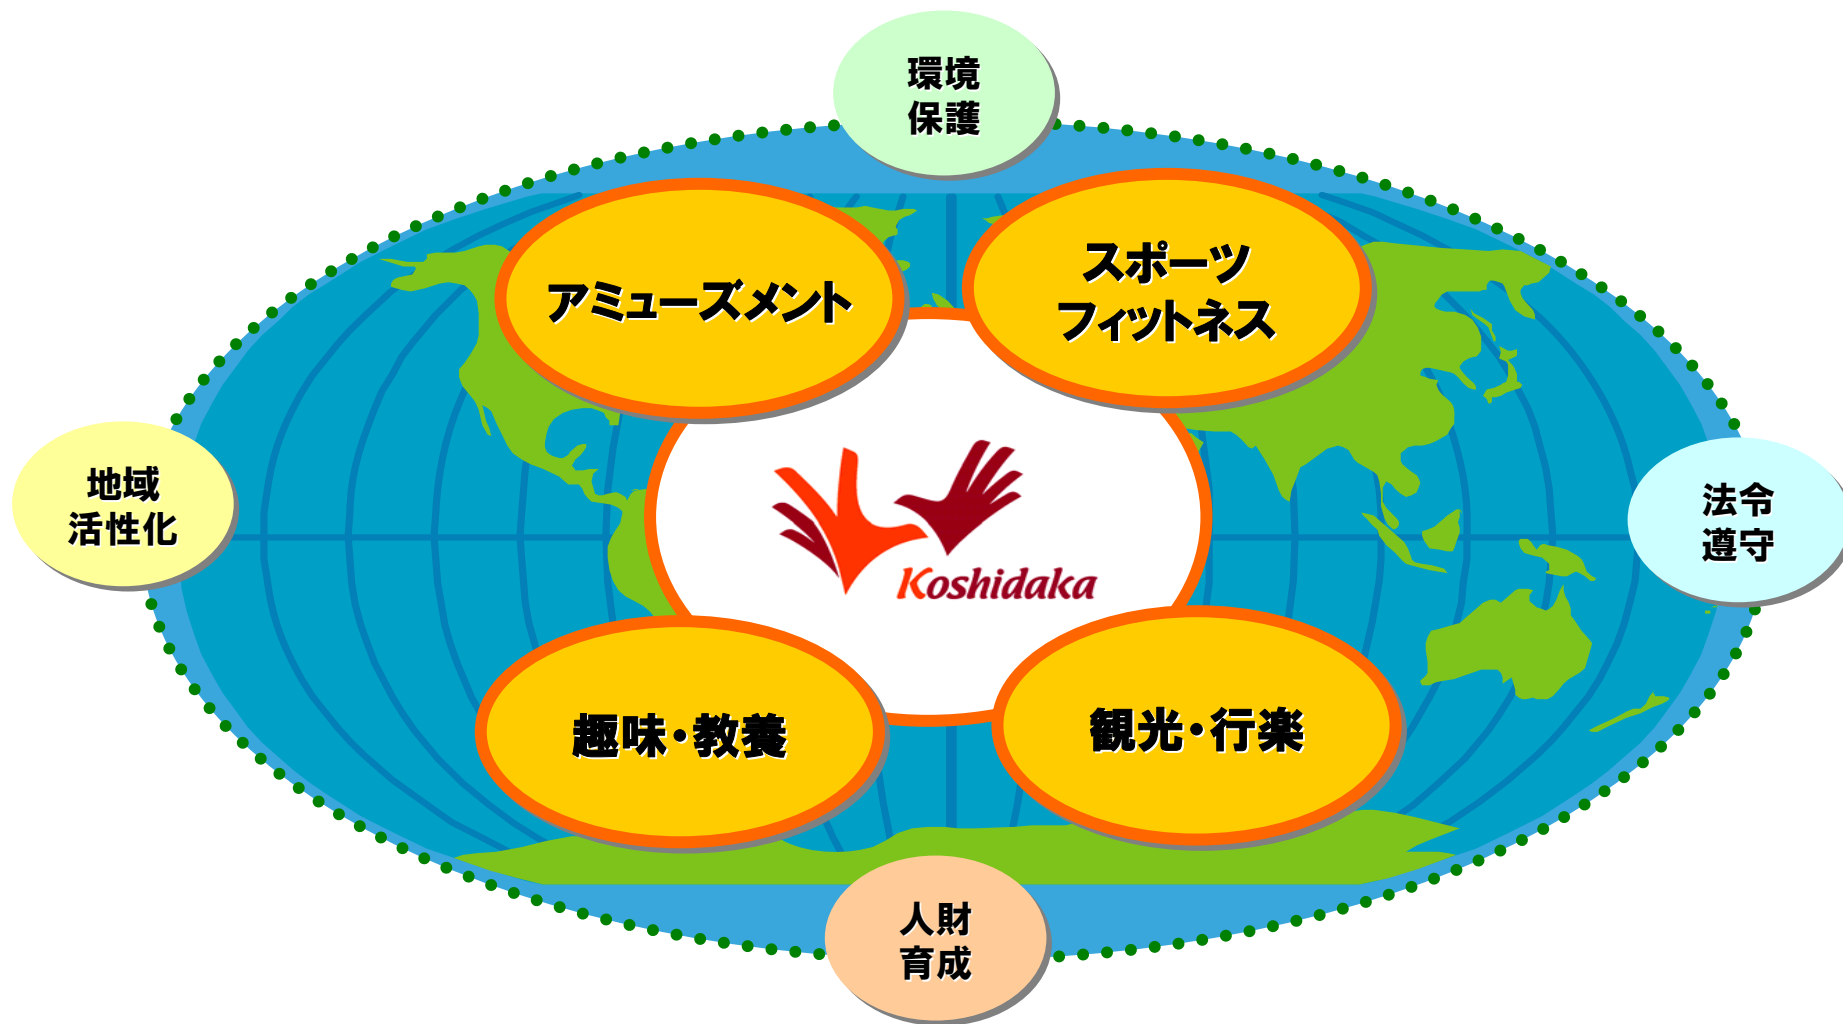 環境
保護
アミューズメント
スポーツ
フィットネス
地域
活性化
Koshidaka
法令
遵守
趣味・教養
観光・行楽
人財
育成